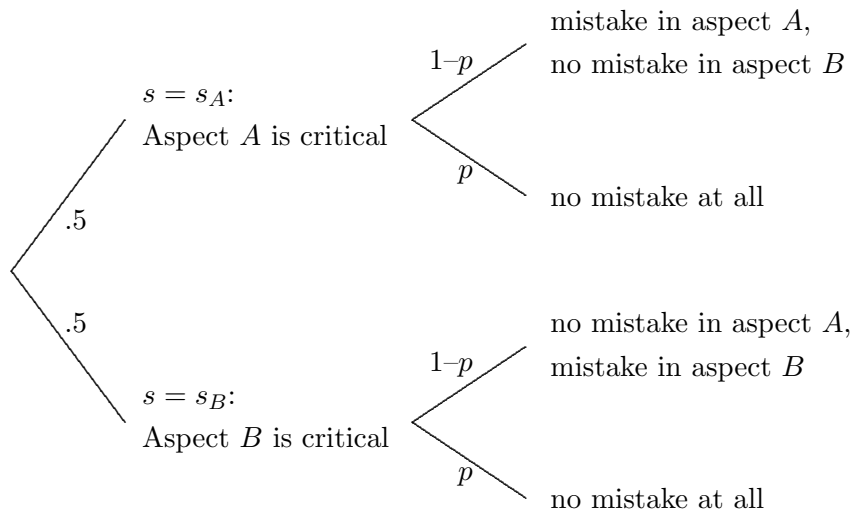 mistake in aspect A,
1–p
no mistake in aspect B
s = s_A:
Aspect A is critical
p
no mistake at all
.5
.5
no mistake in aspect A,
1–p
mistake in aspect B
s = s_B:
Aspect B is critical
p
no mistake at all